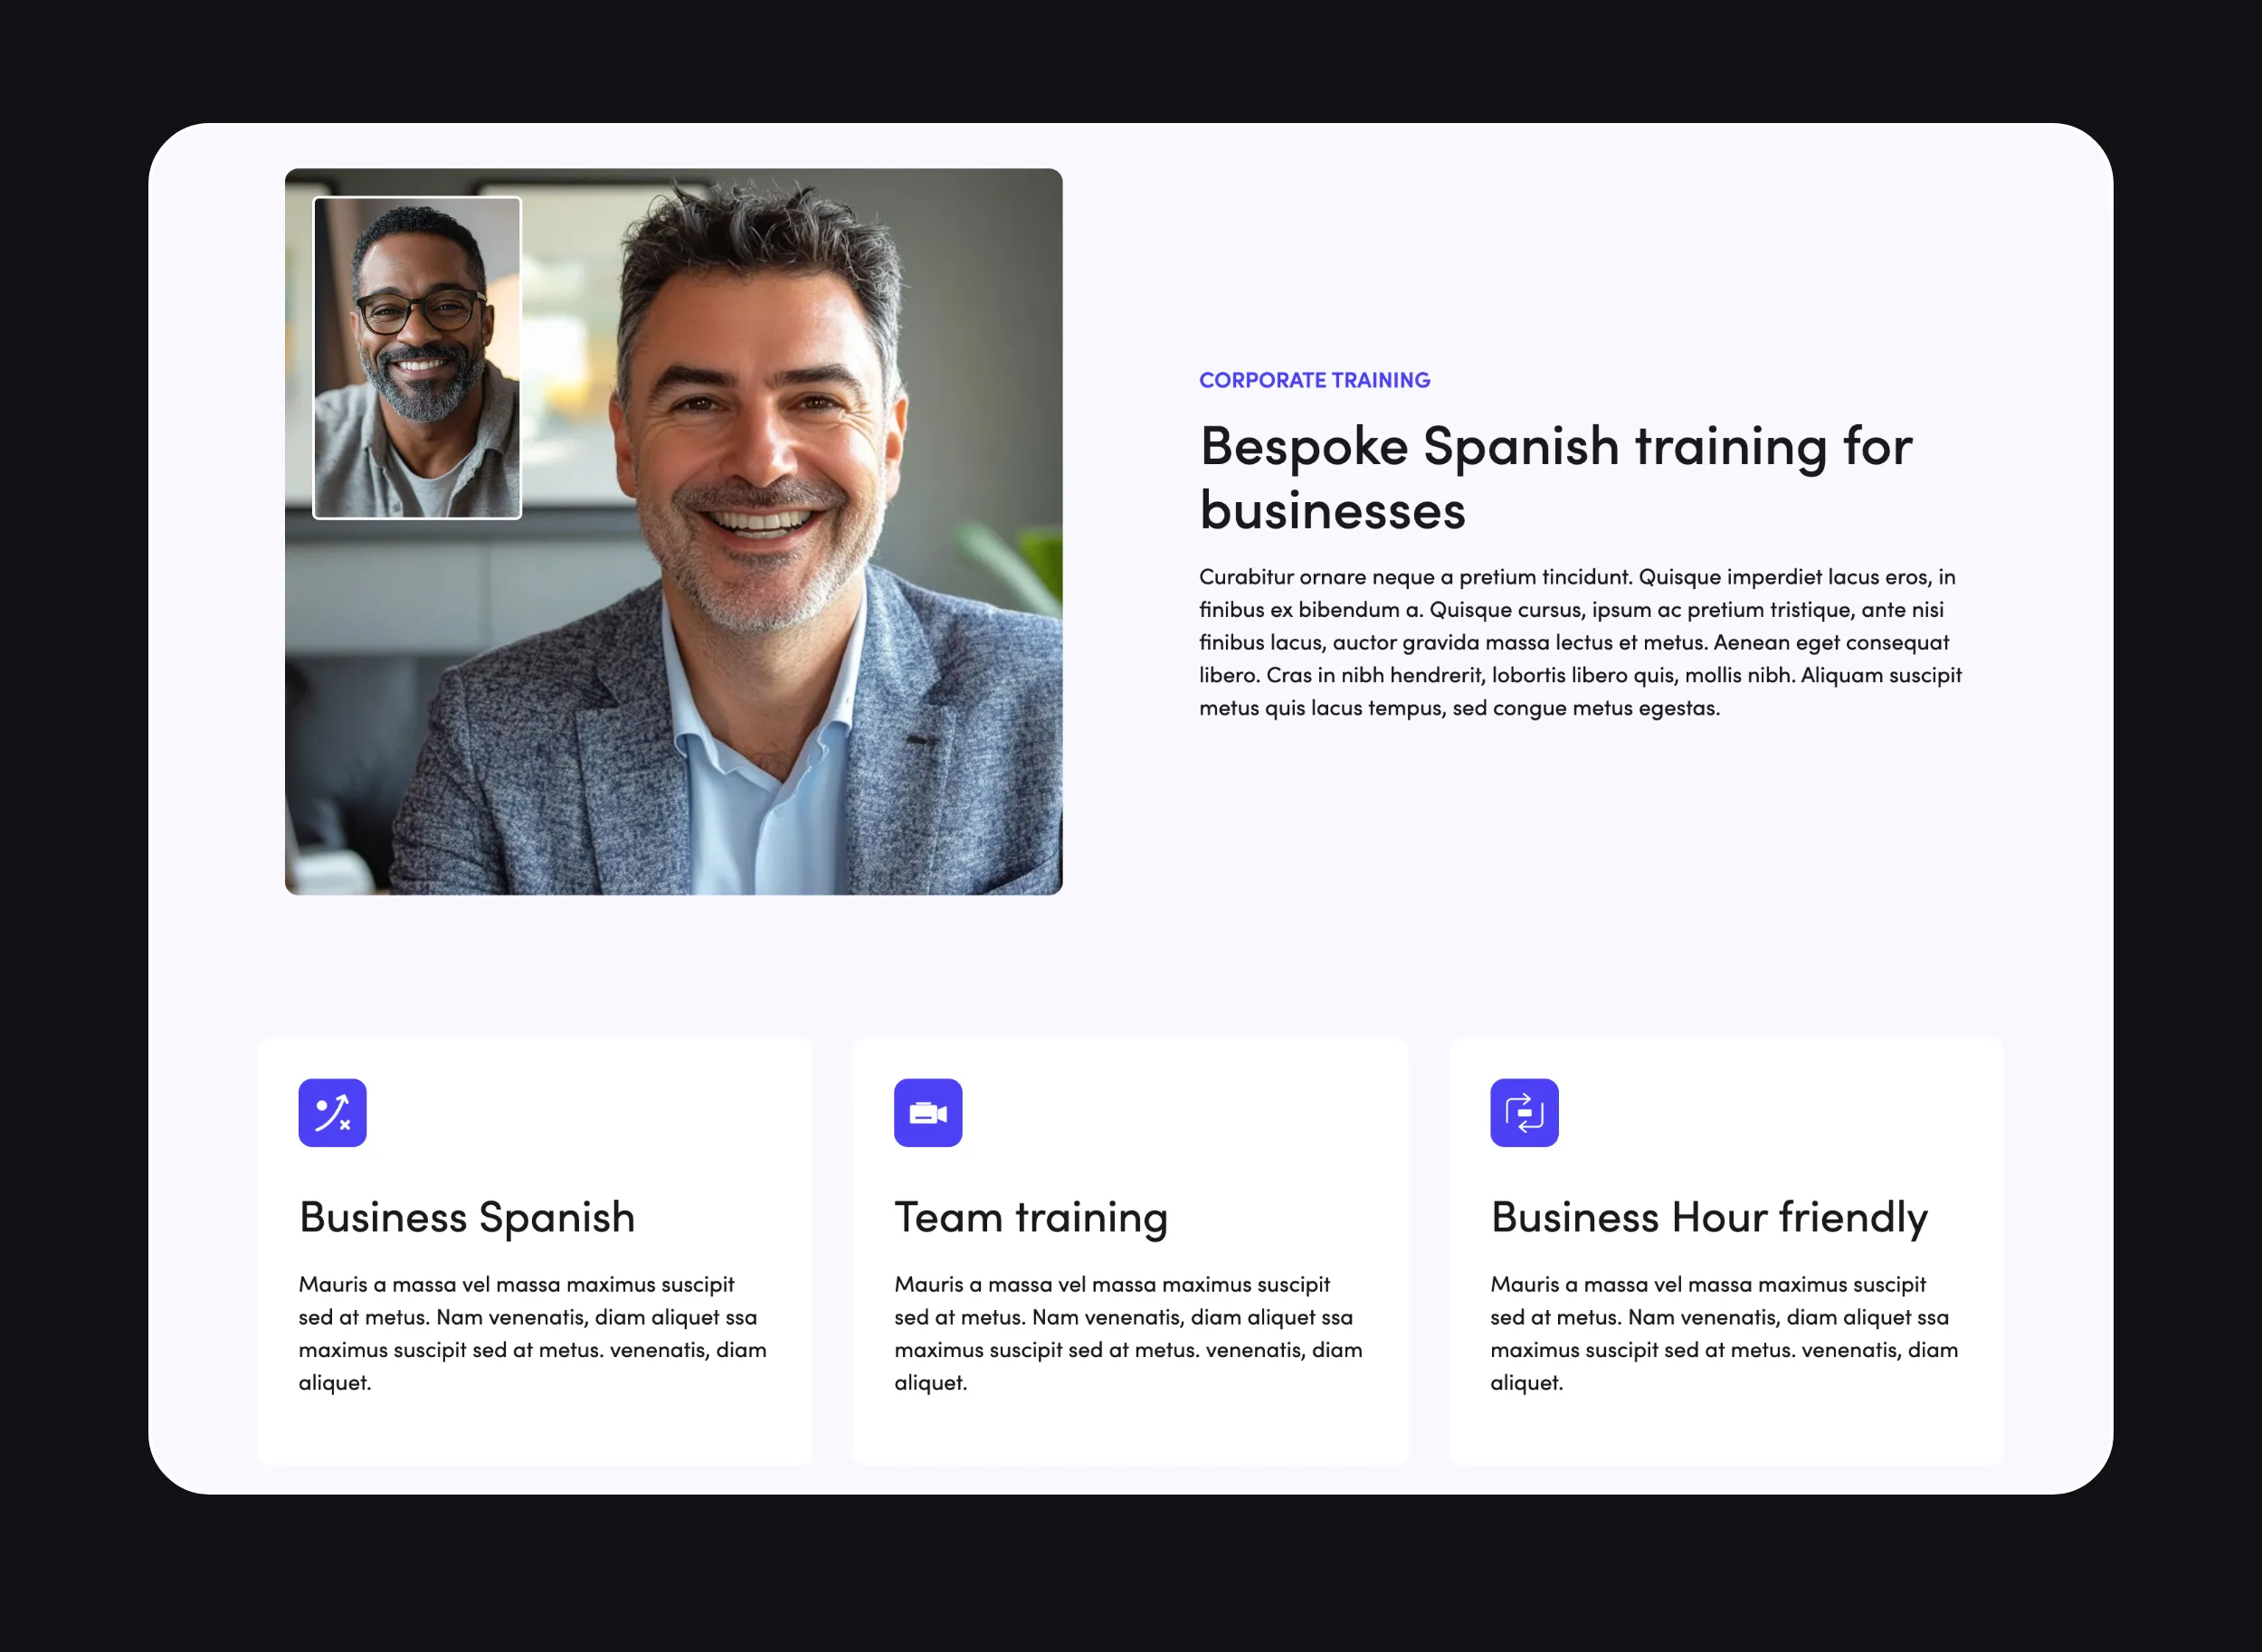 CORPORATE TRAINING
Bespoke Spanish training for
businesses
Curabitur ornare neque a pretium tincidunt. Quisque imperdiet lacus eros, in
finibus ex bibendum a. Quisque cursus, ipsum ac pretium tristique, ante nisi
finibus lacus, auctor gravida massa lectus et metus. Aenean eget consequat
libero. Cras in nibh hendrerit, lobortis libero quis, mollis nibh. Aliquam suscipit
metus quis lacus tempus, sed congue metus egestas.
Business Spanish
Mauris a massa vel massa maximus suscipit
sed at metus. Nam venenatis, diam aliquet ssa
maximus suscipit sed at metus. venenatis, diam
aliquet.
Team training
Mauris a massa vel massa maximus suscipit
sed at metus. Nam venenatis, diam aliquet ssa
maximus suscipit sed at metus. venenatis, diam
aliquet.
Business Hour friendly
Mauris a massa vel massa maximus suscipit
sed at metus. Nam venenatis, diam aliquet ssa
maximus suscipit sed at metus. venenatis, diam
aliquet.